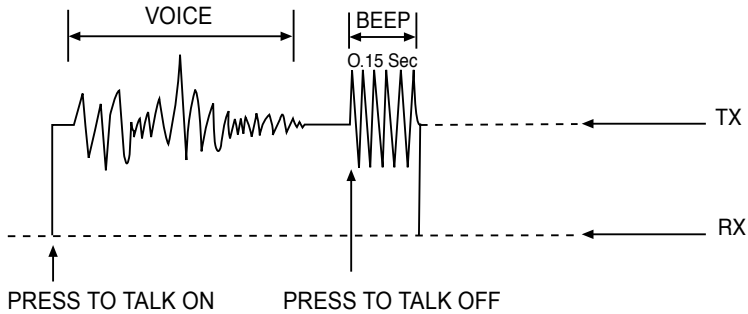 VOICE
BEEP
O.15 Sec
TX
RX
PRESS TO TALK ON
PRESS TO TALK OFF